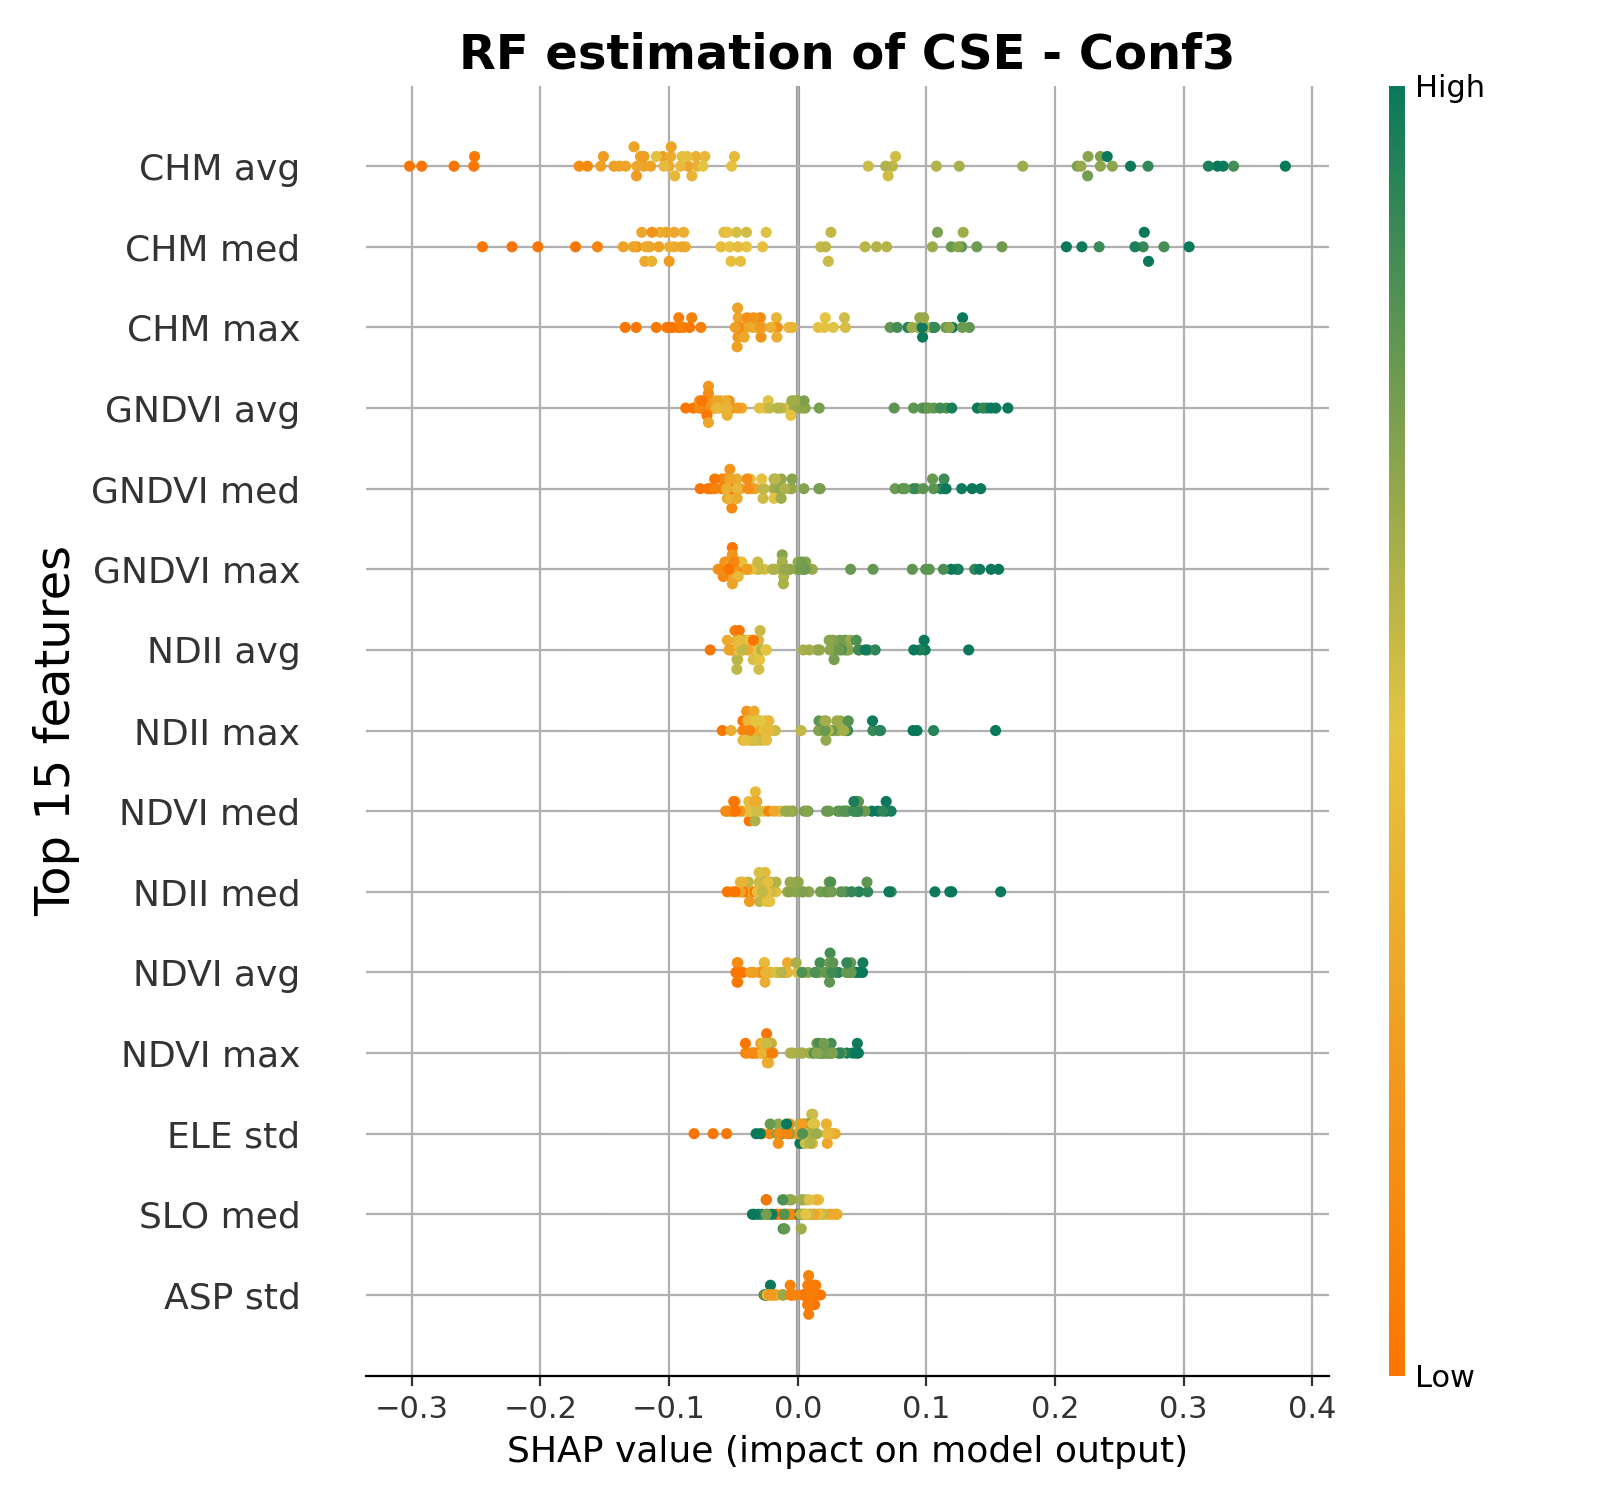 RF estimation of CSE - Conf3
High
CHM avg
CHM med
CHM max
GNDVI avg
GNDVI med
GNDVI max
NDII avg
NDII max
NDVI med
NDII med
NDVI avg
NDVI max
ELE std
SLO med
ASP std
Top 15 features
Low
−0.3 −0.2 −0.1 0.0 0.1 0.2 0.3 0.4
SHAP value (impact on model output)